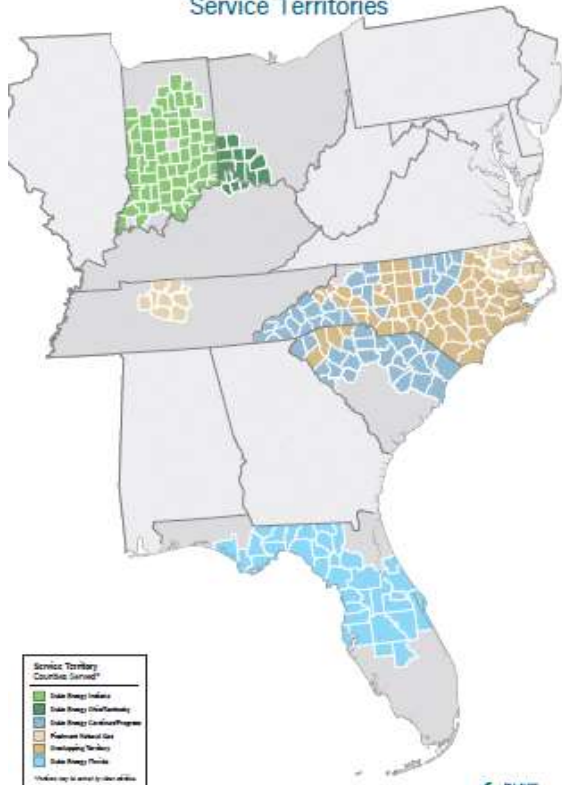 Service Territories
Service Territory
Counties Served*
Duke Energy Indiana
Duke Energy Ohio/Kentucky
Duke Energy Carolinas/Progress
Piedmont Natural Gas
Overlapping Territory
Duke Energy Florida